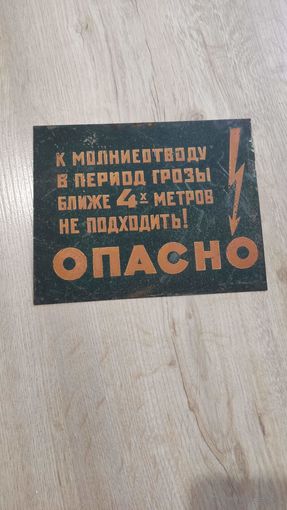 К МОЛНИЕОТВОДУ
В ПЕРИОД ГРОЗЫ
БЛИЖЕ 4х МЕТРОВ
НЕ ПОДХОДИТЬ!
ОПАСНО